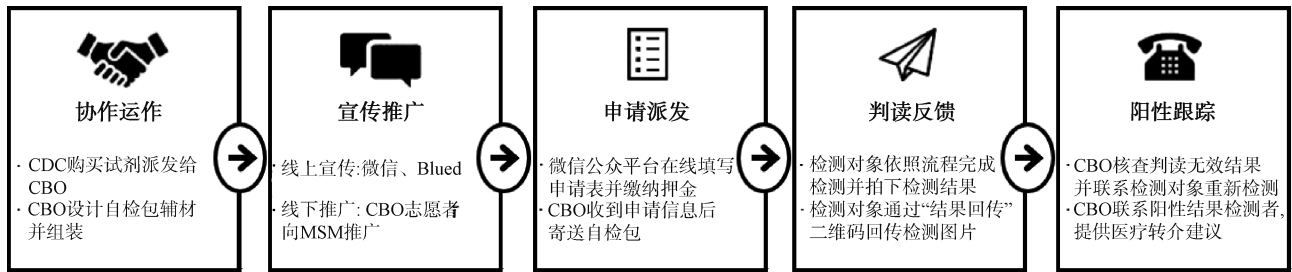 协作运作
· CDC购买试剂派发给
CBO
· CBO设计自检包辅材
并组装
宣传推广
· 线上宣传:微信、Blued
· 线下推广: CBO志愿者
向MSM推广
申请派发
· 微信公众平台在线填写
申请表并缴纳押金
· CBO收到申请信息后
寄送自检包
判读反馈
· 检测对象依照流程完成
检测并拍下检测结果
· 检测对象通过“结果回传”
二维码回传检测图片
阳性跟踪
· CBO核查判读无效结果
并联系检测对象重新检测
· CBO联系阳性结果检测者,
提供医疗转介建议